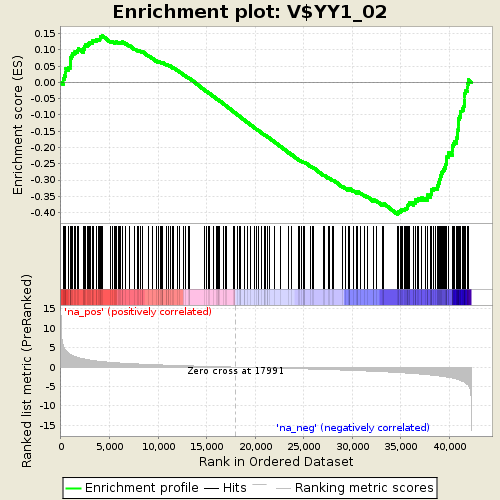 Enrichment plot: V$YY1_02
Enrichment score (ES)
0.15
0.10
0.05
0.00
-0.05
-0.10
-0.15
-0.20
-0.25
-0.30
-0.35
-0.40
'na_pos' (positively correlated)
Ranked list metric (PreRanked)
15
10
5
0
-5
-10
-15
Zero cross at 17991
'na_neg' (negatively correlated)
0
5,000
10,000
15,000
20,000
25,000
30,000
35,000
40,000
Rank in Ordered Dataset
Enrichment profile
Hits
Ranking metric scores